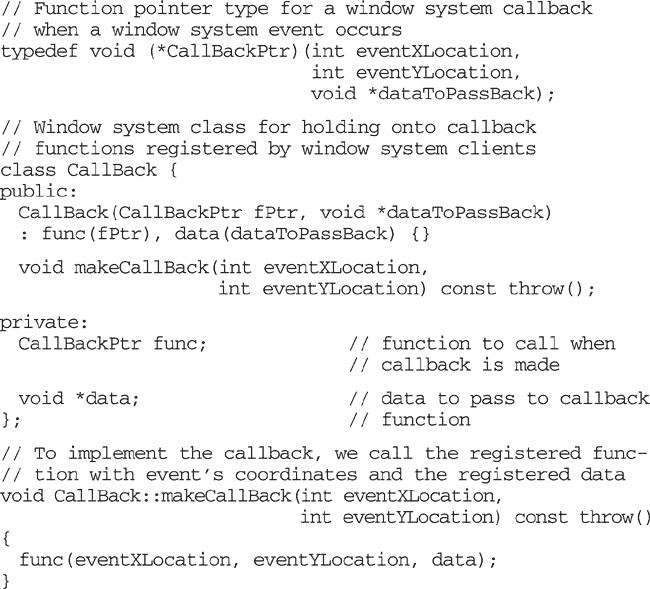 // Function pointer type for a window system callback
// when a window system event occurs
typedef void (*CallBackPtr)(int eventXLocation,
                            int eventYLocation,
                            void *dataToPassBack);
// Window system class for holding onto callback
// functions registered by window system clients
class CallBack {
public:
  CallBack(CallBackPtr fPtr, void *dataToPassBack)
  : func(fPtr), data(dataToPassBack) {}
  void makeCallBack(int eventXLocation,
                    int eventYLocation) const throw();
private:
  CallBackPtr func;             // function to call when
                                // callback is made
  void *data;                   // data to pass to callback
};                              // function
// To implement the callback, we call the registered func-
// tion with event's coordinates and the registered data
void CallBack::makeCallBack(int eventXLocation,
                            int eventYLocation) const throw()
{
  func(eventXLocation, eventYLocation, data);
}